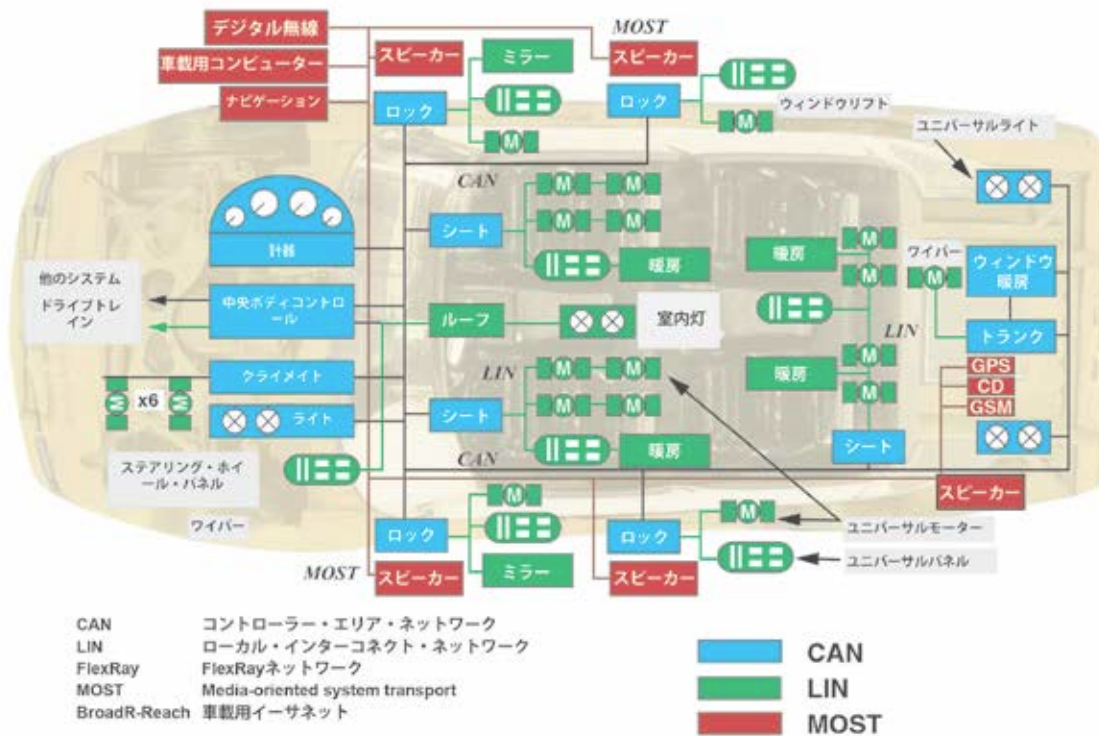 デジタル無線
MOST
スピーカー
ミラー
スピーカー
車載用コンピューター
ナビゲーション
ロック
ロック
M
M
ウィンドウリフト
ユニバーサルライト
CAN
M
M
シート
M
M
暖房
計器
暖房
M
M
ワイパー
M
ウィンドウ
暖房
他のシステム
ドライブトレ
イン
中央ボディコントロ
ール
ルーフ
室内灯
LIN
トランク
クライメイト
LIN
M
M
暖房
M
M
GPS
CD
GSM
M
x6
M
ライト
シート
M
M
暖房
シート
CAN
ステアリング・ホイ
ール・パネル
スピーカー
ワイパー
ロック
M
ロック
M
ユニバーサルモーター
ユニバーサルパネル
MOST
スピーカー
ミラー
スピーカー
CAN コントローラー・エリア・ネットワーク
LIN ローカル・インターコネクト・ネットワーク
FlexRay FlexRayネットワーク
MOST Media-oriented system transport
BroadR-Reach 車載用イーサネット
CAN
LIN
MOST